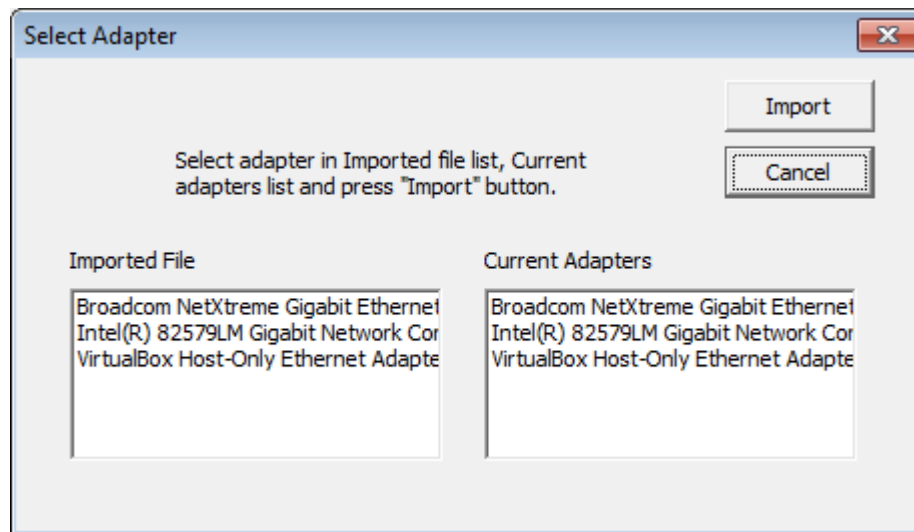 Select Adapter
Import
Select adapter in Imported file list, Current
adapters list and press "Import" button.
Cancel
Imported File
Current Adapters
Broadcom NetXtreme Gigabit Ethernet
Intel(R) 82579LM Gigabit Network Cor
VirtualBox Host-Only Ethernet Adapte
Broadcom NetXtreme Gigabit Ethernet
Intel(R) 82579LM Gigabit Network Cor
VirtualBox Host-Only Ethernet Adapte